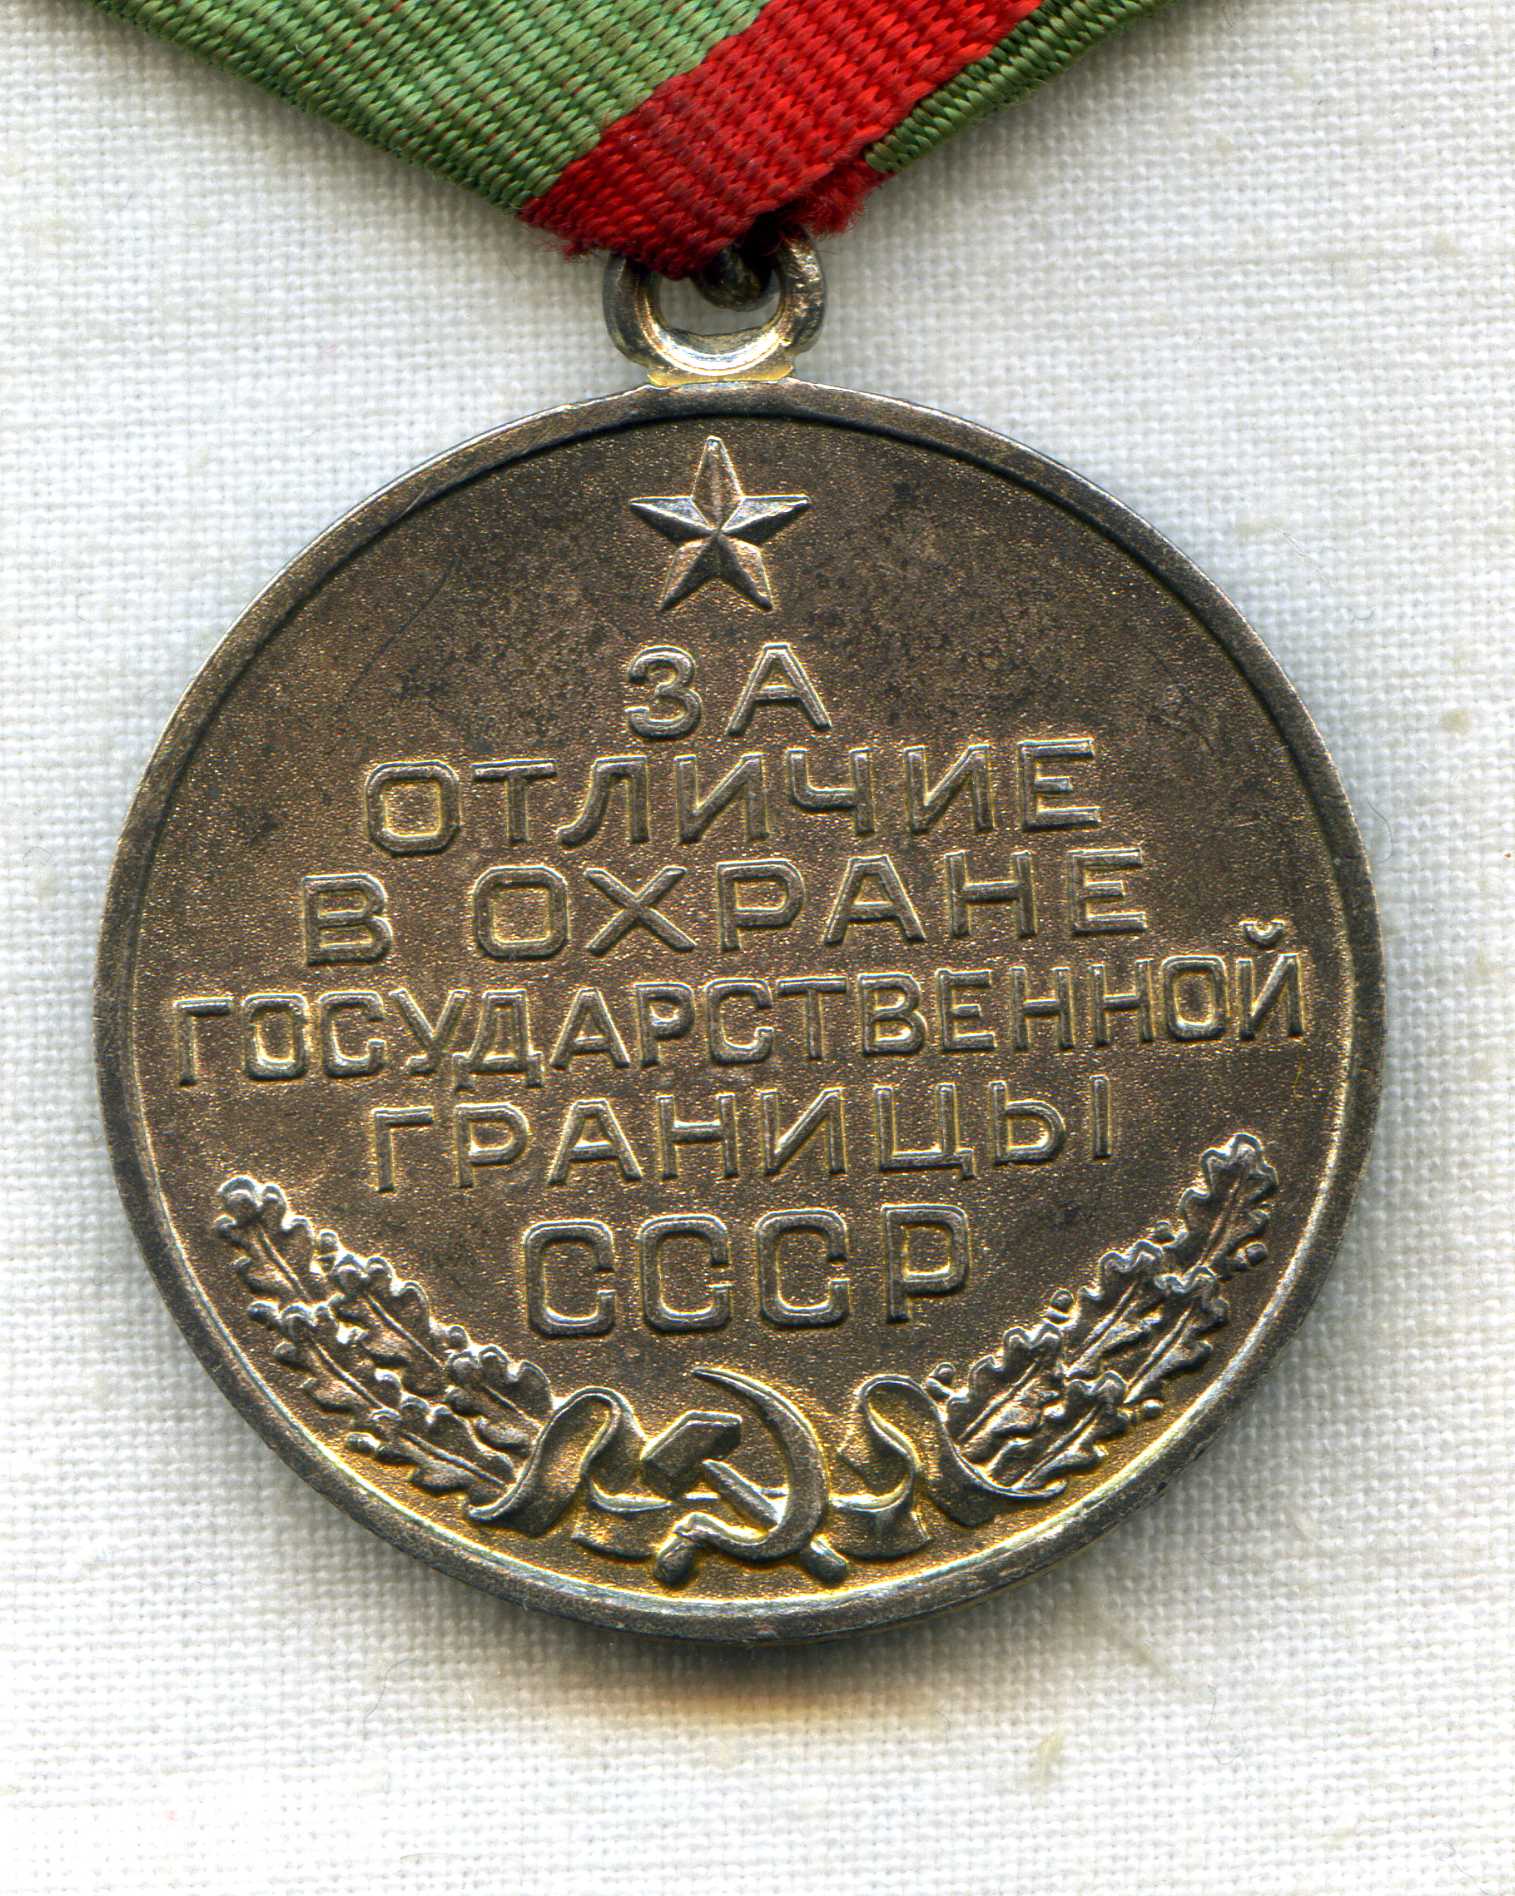 ЗА
ОТЛИЧИЕ
В ОХРАНЕ
ГОСУДАРСТВЕННОЙ
ГРАНИЦЫ
СССР